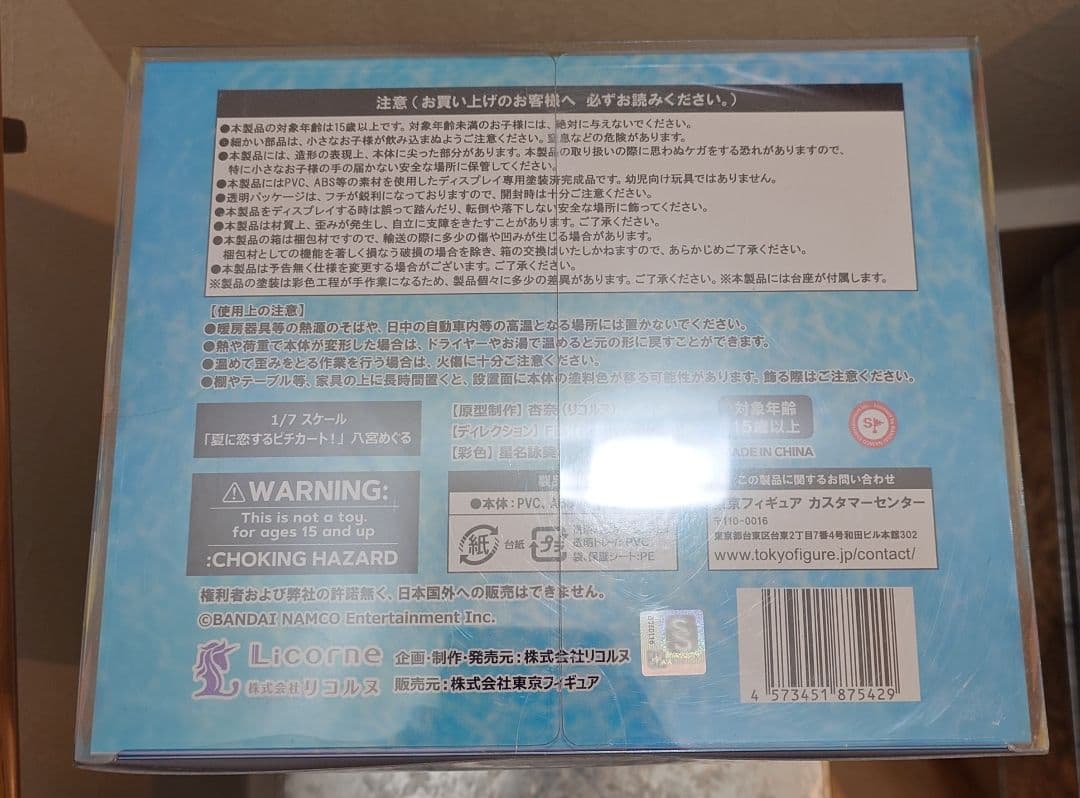 注意(お買い上げのお客様へ 必ずお読みください。)
●本製品の対象年齢は15歳以上です。対象年齢未満のお子様には、絶対に与えないでください。
●細かい部品は、小さなお子様が飲み込まぬようご注意ください。窒息などの危険があります。
●本製品には、造形の表現上、本体に尖った部分があります。本製品の取り扱いの際に思わぬケガをする恐れがありますので、
特に小さなお子様の手の届かない安全な場所に保管してください。
●本製品にはPVC、ABS等の素材を使用したディスプレイ専用塗装済完成品です。幼児向け玩具ではありません。
●透明パッケージは、フチが鋭利になっておりますので、開封時は十分ご注意ください。
●本製品をディスプレイする時は誤って踏んだり、転倒や落下しない安全な場所に飾ってください。
●本製品は材質上、歪みが発生し、自立に支障をきたすことがあります。ご了承ください。
●本製品の箱は梱包材ですので、輸送の際に多少の傷や凹みが生じる場合があります。
梱包材としての機能を著しく損なう破損の場合を除き、箱の交換はいたしかねますので、あらかじめご了承ください。
●本製品は予告無く仕様を変更する場合がございます。ご了承ください。
※製品の塗装は彩色工程が手作業になるため、製品個々に多少の差異があります。ご了承ください。※本製品には台座が付属します。
【使用上の注意】
●暖房器具等の熱源のそばや、日中の自動車内等の高温となる場所には置かないでください。
●熱や荷重で本体が変形した場合は、ドライヤーやお湯で温めると元の形に戻すことができます。
●温めて歪みをとる作業を行う場合は、火傷に十分ご注意ください。
●棚やテーブル等、家具の上に長時間置くと、設置面に本体の塗料色が移る可能性があります。飾る際はご注意ください。
1/7 スケール
「夏に恋するピチカート!」八宮めぐる
【原型制作】杏奈(リコルヌ)
【ディレクション】
【彩色】星名詠美
対象年齢
15歳以上
MADE IN CHINA
S
⚠WARNING:
This is not a toy.
for ages 15 and up
:CHOKING HAZARD
●本体:PVC、
紙 台紙
プラ
透明トレイ:PVC
袋、保護シート:PE
この製品に関するお問い合わせ
東京フィギュア カスタマーセンター
〒110-0016
東京都台東区台東2丁目7番4号和田ビル本館302
www.tokyofigure.jp/contact/
権利者および弊社の許諾無く、日本国外への販売はできません。
©BANDAI NAMCO Entertainment Inc.
Licorne
株式会社リコルヌ
企画・制作・発売元:株式会社リコルヌ
販売元:株式会社東京フィギュア
S
4 573451 875429